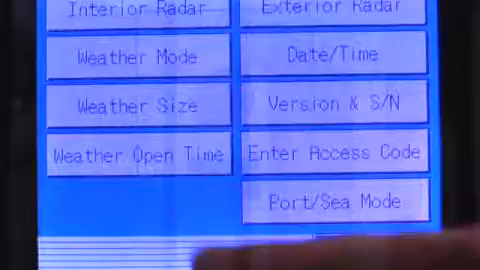 Interior Radar
Exterior Radar
Weather Mode
Date/Time
Weather Size
Version & S/N
Weather Open Time
Enter Access Code
Port/Sea Mode